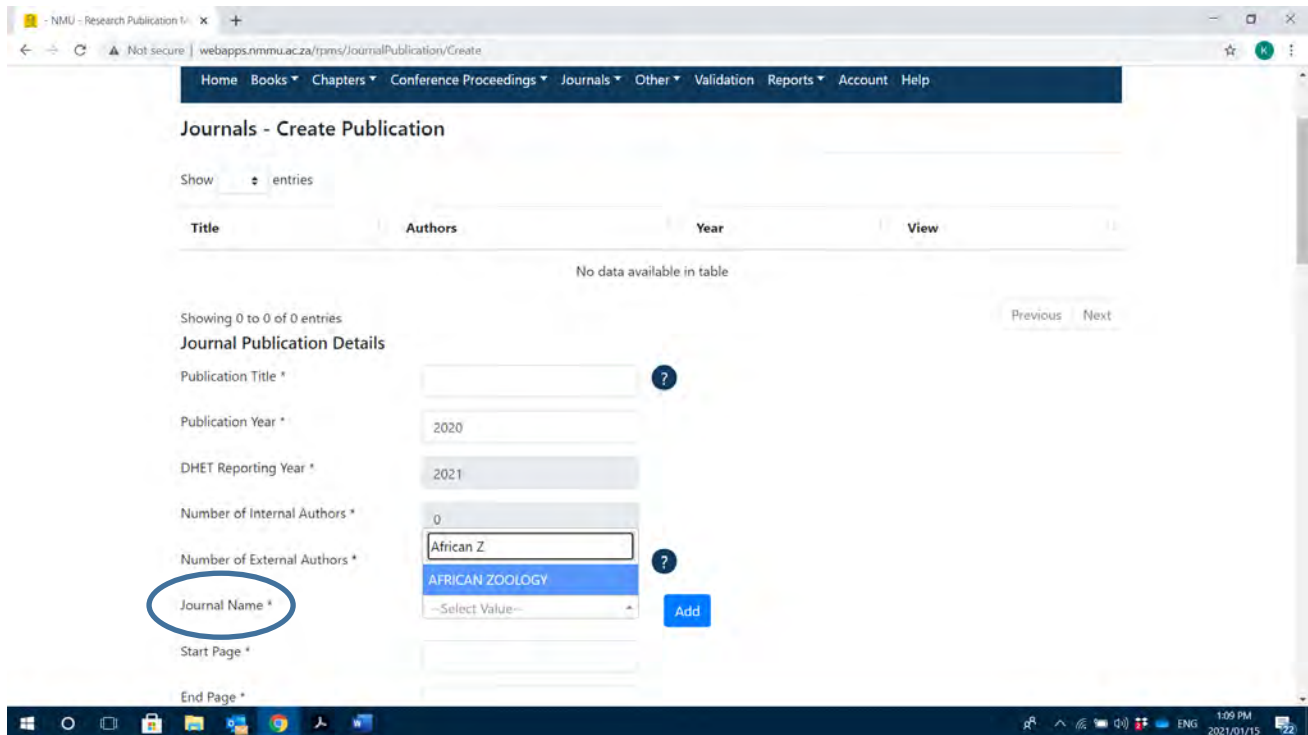 - NMU - Research Publication M
Not secure | webapps.nmmu.ac.za/rpms/JournalPublication/Create
K
Home Books Chapters Conference Proceedings Journals Other Validation Reports Account Help
Journals - Create Publication
Show entries
Title Authors Year View
No data available in table
Showing 0 to 0 of 0 entries Previous Next
Journal Publication Details
Publication Title * ?
Publication Year * 2020
DHET Reporting Year * 2021
Number of Internal Authors * 0
African Z
Number of External Authors * ?
AFRICAN ZOOLOGY
Journal Name * --Select Value-- Add
Start Page *
End Page *
ENG 1:09 PM
2021/01/15 22